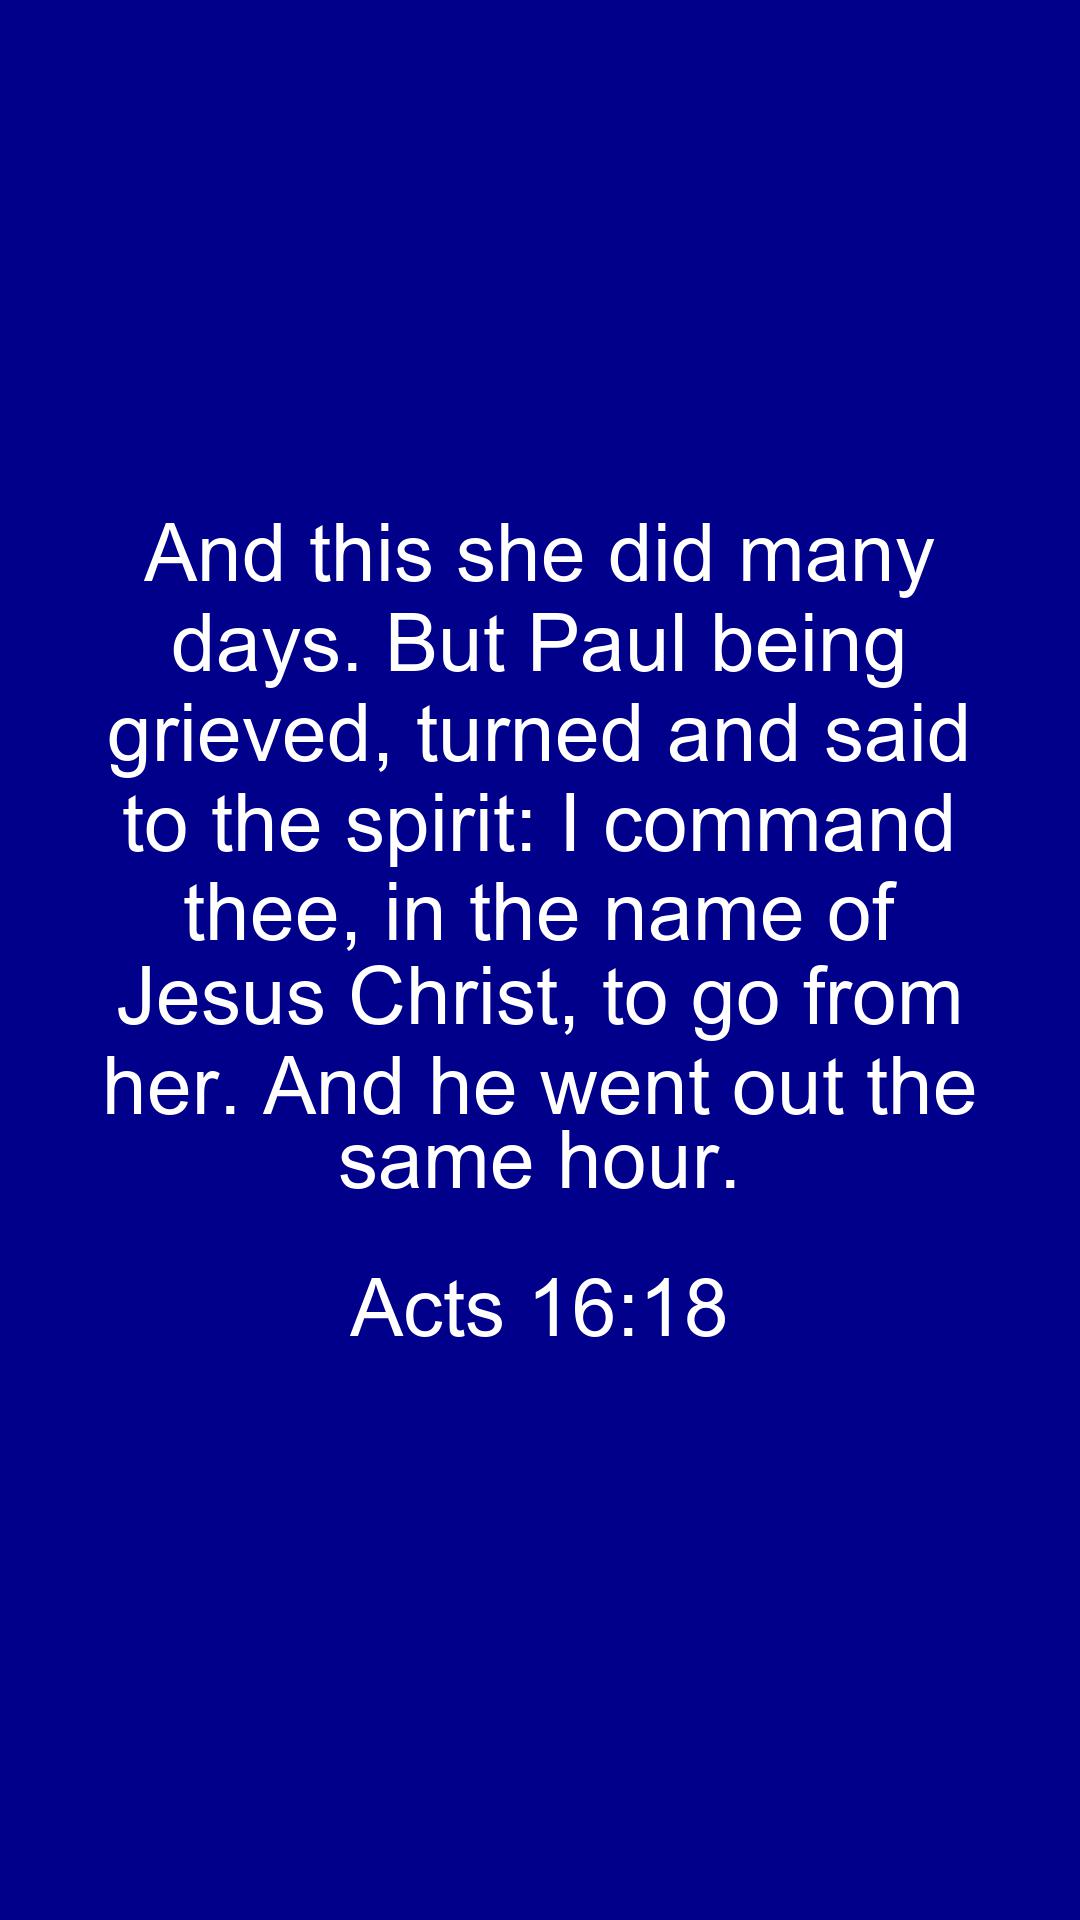 And this she did many
days. But Paul being
grieved, turned and said
to the spirit: I command
thee, in the name of
Jesus Christ, to go from
her. And he went out the
same hour.
Acts 16:18